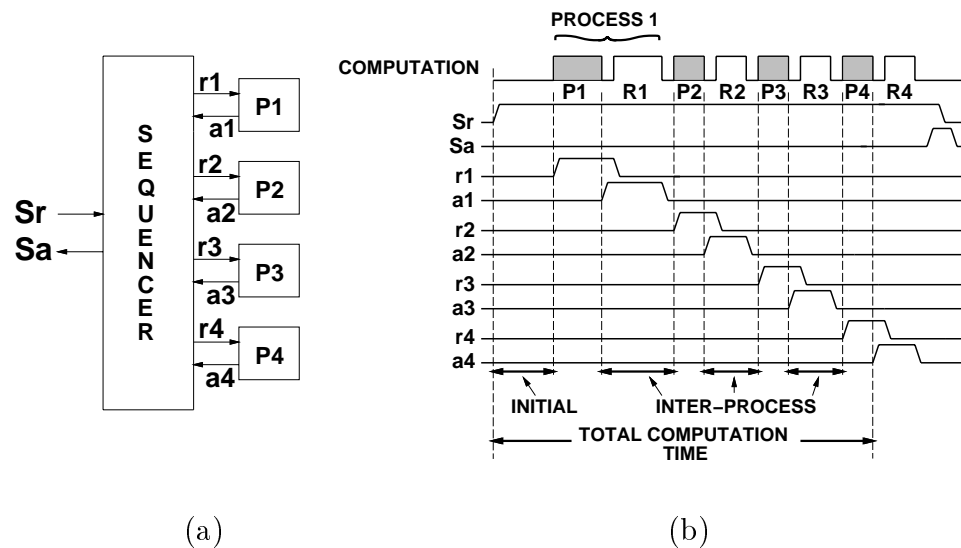 SEQUENCER
Sr
Sa
r1
a1
P1
r2
a2
P2
r3
a3
P3
r4
a4
P4
(a)
PROCESS 1
COMPUTATION
P1 R1 P2 R2 P3 R3 P4 R4
Sr
Sa
r1
a1
r2
a2
r3
a3
r4
a4
INITIAL INTER−PROCESS
TOTAL COMPUTATION
TIME
(b)